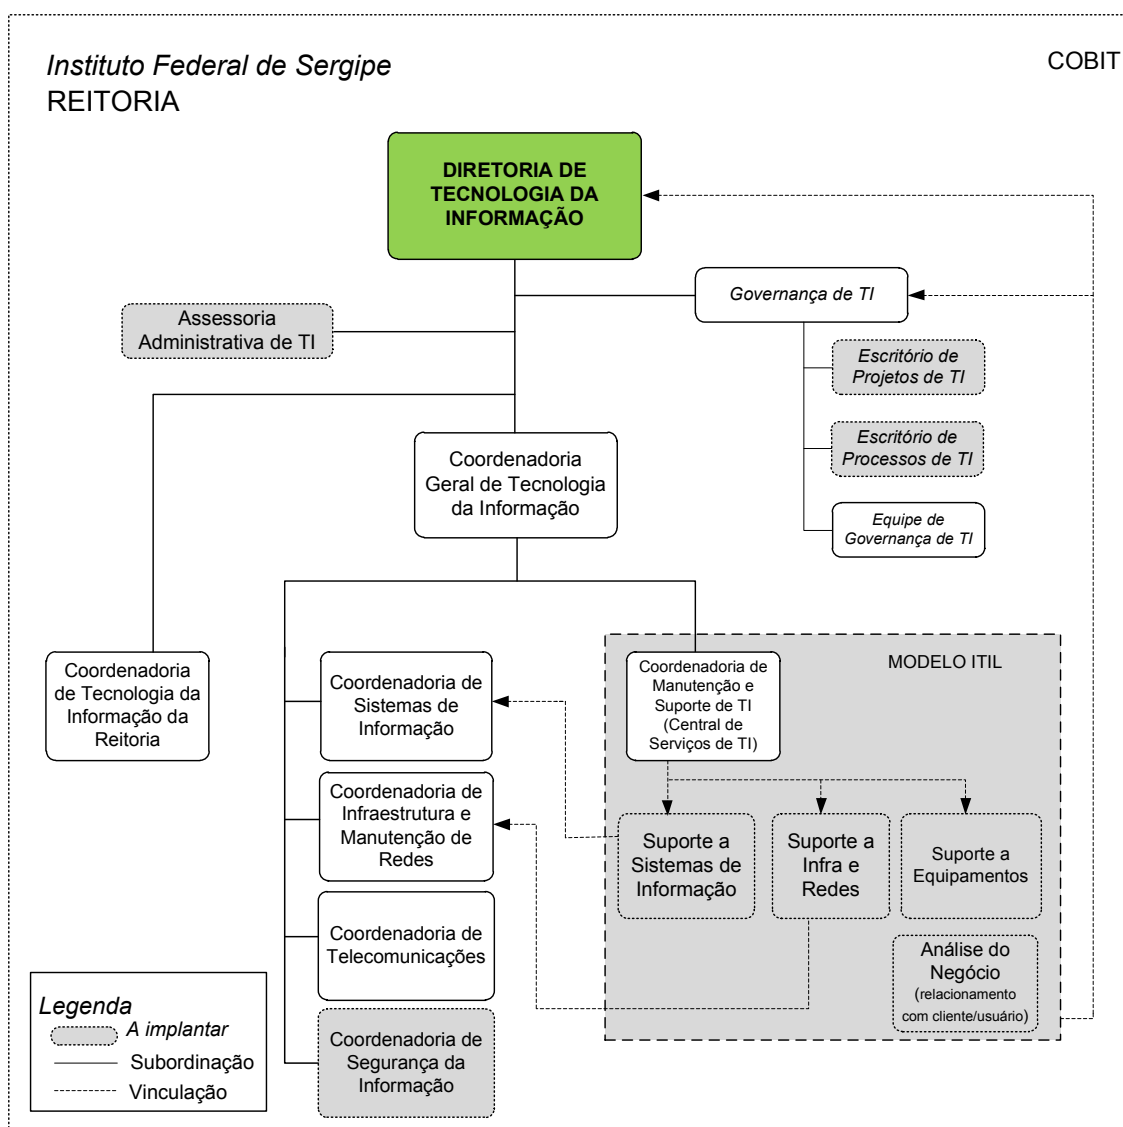 Instituto Federal de Sergipe
REITORIA
COBIT
DIRETORIA DE
TECNOLOGIA DA
INFORMAÇÃO
Governança de TI
Assessoria
Administrativa de TI
Escritório de
Projetos de TI
Escritório de
Processos de TI
Equipe de
Governança de TI
Coordenadoria
Geral de Tecnologia
da Informação
Coordenadoria
de Tecnologia da
Informação da
Reitoria
Coordenadoria de
Sistemas de
Informação
Coordenadoria de
Infraestrutura e
Manutenção de
Redes
Coordenadoria de
Telecomunicações
Coordenadoria de
Segurança da
Informação
MODELO ITIL
Coordenadoria de
Manutenção e
Suporte de TI
(Central de
Serviços de TI)
Suporte a
Sistemas de
Informação
Suporte a
Infra e
Redes
Suporte a
Equipamentos
Análise do
Negócio
(relacionamento
com cliente/usuário)
Legenda
A implantar
Subordinação
Vinculação